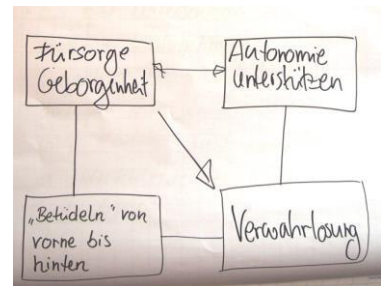 Fürsorge
Geborgenheit
Autonomie
unterstützen
„Betüdeln“ von
vorne bis
hinten
Verwahrlosung